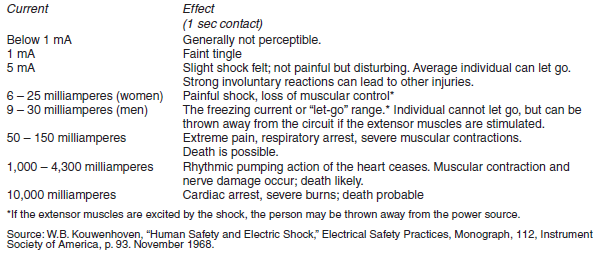 Current Effect
(1 sec contact)
Below 1 mA Generally not perceptible.
1 mA Faint tingle
5 mA Slight shock felt; not painful but disturbing. Average individual can let go.
Strong involuntary reactions can lead to other injuries.
6 – 25 milliamperes (women) Painful shock, loss of muscular control*
9 – 30 milliamperes (men) The freezing current or “let-go” range.* Individual cannot let go, but can be
thrown away from the circuit if the extensor muscles are stimulated.
50 – 150 milliamperes Extreme pain, respiratory arrest, severe muscular contractions.
Death is possible.
1,000 – 4,300 milliamperes Rhythmic pumping action of the heart ceases. Muscular contraction and
nerve damage occur; death likely.
10,000 milliamperes Cardiac arrest, severe burns; death probable
*If the extensor muscles are excited by the shock, the person may be thrown away from the power source.
Source: W.B. Kouwenhoven, “Human Safety and Electric Shock,” Electrical Safety Practices, Monograph, 112, Instrument
Society of America, p. 93. November 1968.